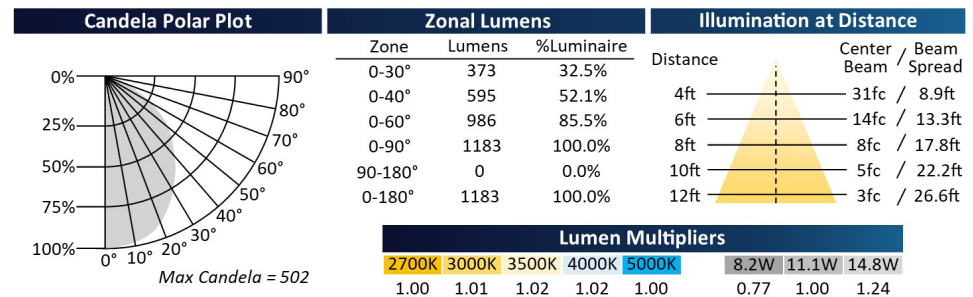 Candela Polar Plot
0%
25%
50%
75%
100%
0°
10°
20°
30°
40°
50°
60°
70°
80°
90°
Max Candela = 502
Zonal Lumens
Zone Lumens %Luminaire
0-30° 373 32.5%
0-40° 595 52.1%
0-60° 986 85.5%
0-90° 1183 100.0%
90-180° 0 0.0%
0-180° 1183 100.0%
Illumination at Distance
Distance Center Beam / Beam Spread
4ft 31fc / 8.9ft
6ft 14fc / 13.3ft
8ft 8fc / 17.8ft
10ft 5fc / 22.2ft
12ft 3fc / 26.6ft
Lumen Multipliers
2700K 3000K 3500K 4000K 5000K 8.2W 11.1W 14.8W
1.00 1.01 1.02 1.02 1.00 0.77 1.00 1.24